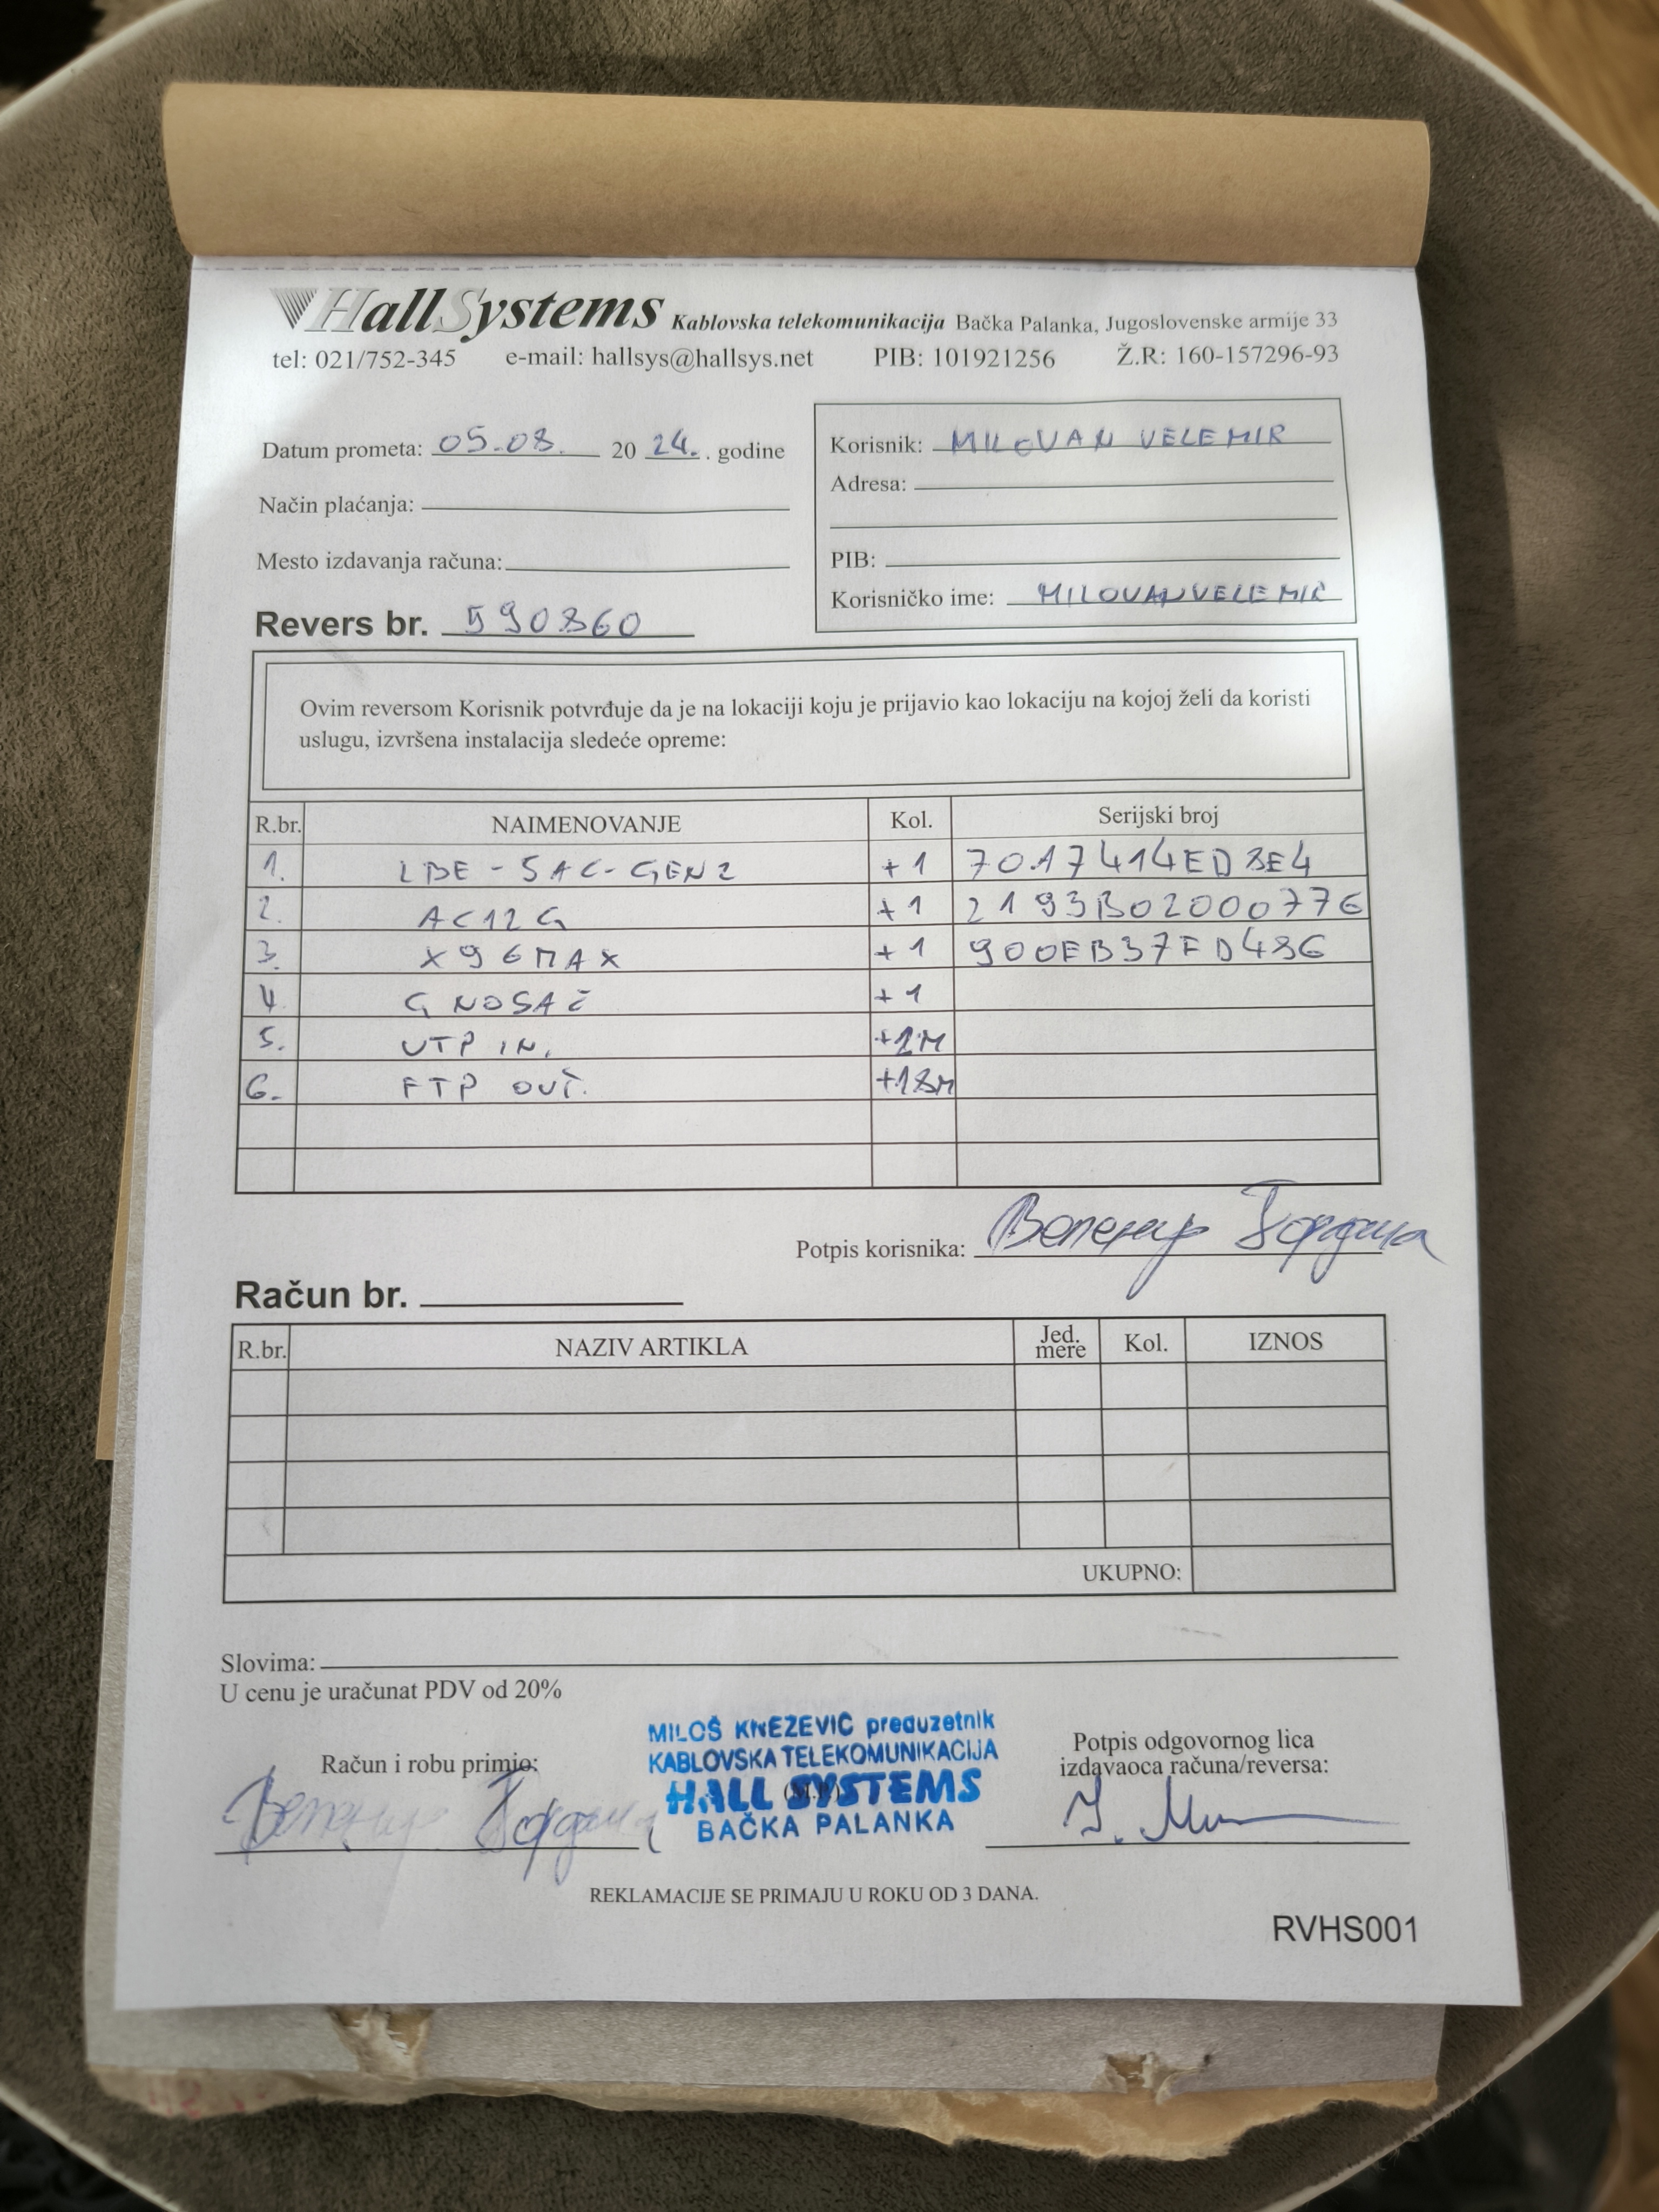 HallSystems Kablovska telekomunikacija Bačka Palanka, Jugoslovenske armije 33
tel: 021/752-345 e-mail: hallsys@hallsys.net PIB: 101921256 Ž.R: 160-157296-93
Datum prometa: 05.08. 20 24. . godine
Način plaćanja:
Mesto izdavanja računa:
Revers br. 590860
Korisnik: MILOVAN VELEMIR
Adresa:
PIB:
Korisničko ime: MILOVANVELEMIR
Ovim reversom Korisnik potvrđuje da je na lokaciji koju je prijavio kao lokaciju na kojoj želi da koristi
uslugu, izvršena instalacija sledeće opreme:
R.br. NAIMENOVANJE Kol. Serijski broj
1. LBE-5AC-GEN2 +1 7017414ED8E4
2. AC12G +1 2193B02000776
3. X96MAX +1 900EB37FD486
4. G NOSAČ +1
5. UTP IN. +2M
6. FTP OUT. +18M
Potpis korisnika: Велемир Гордана
Račun br.
R.br. NAZIV ARTIKLA Jed. mere Kol. IZNOS
UKUPNO:
Slovima:
U cenu je uračunat PDV od 20%
Račun i robu primio:
Велемир Гордана
MILOŠ KNEŽEVIĆ preduzetnik
KABLOVSKA TELEKOMUNIKACIJA
HALL SYSTEMS
BAČKA PALANKA
Potpis odgovornog lica
izdavaoca računa/reversa:
REKLAMACIJE SE PRIMAJU U ROKU OD 3 DANA.
RVHS001